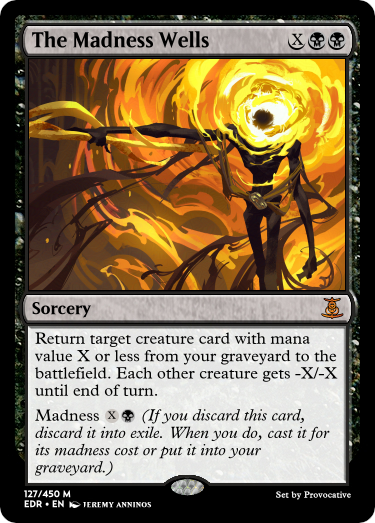 The Madness Wells X
Sorcery
Return target creature card with mana
value X or less from your graveyard to the
battlefield. Each other creature gets -X/-X
until end of turn.
Madness X (If you discard this card,
discard it into exile. When you do, cast it for
its madness cost or put it into your
graveyard.)
127/450 M
EDR • EN JEREMY ANNINOS
Set by Provocative